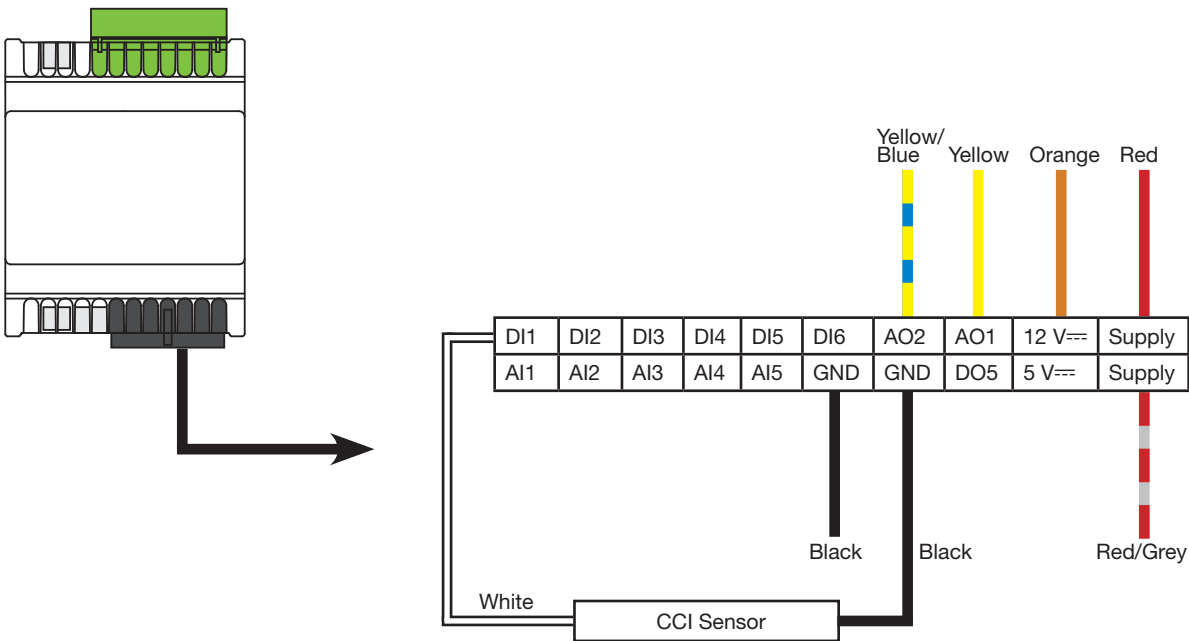 Yellow/
Blue Yellow Orange Red
DI1 DI2 DI3 DI4 DI5 DI6 AO2 AO1 12 V⎓ Supply
AI1 AI2 AI3 AI4 AI5 GND GND DO5 5 V⎓ Supply
Black Black Red/Grey
White
CCI Sensor